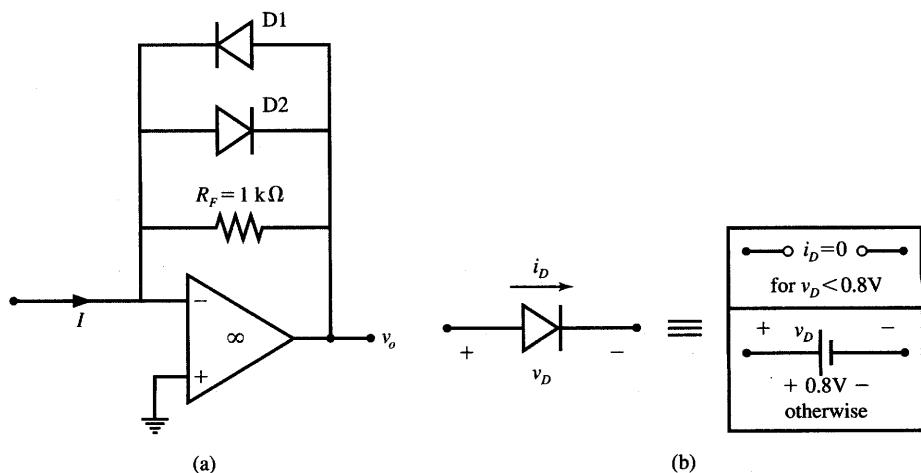 D1
D2
R_F = 1 kΩ
I
−
∞
+
v_o
(a)
i_D
+ −
v_D
≡
i_D=0
for v_D < 0.8V
+ v_D −
+ 0.8V −
otherwise
(b)